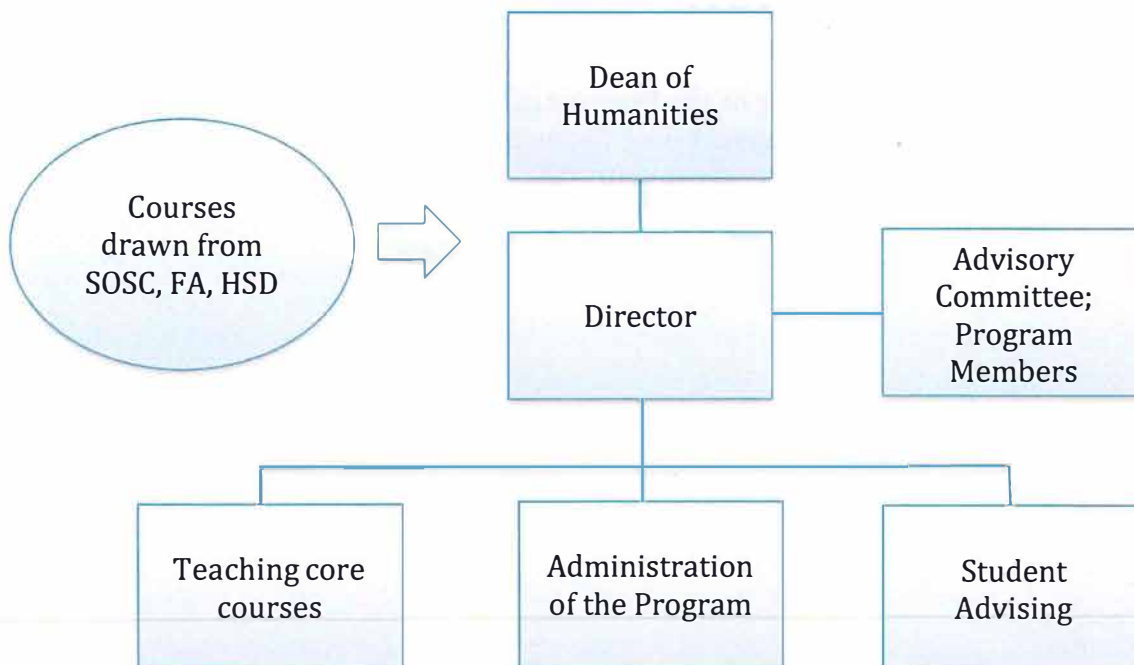 Dean of
Humanities
Courses
drawn from
SOSC, FA, HSD
Director
Advisory
Committee;
Program
Members
Teaching core
courses
Administration
of the Program
Student
Advising